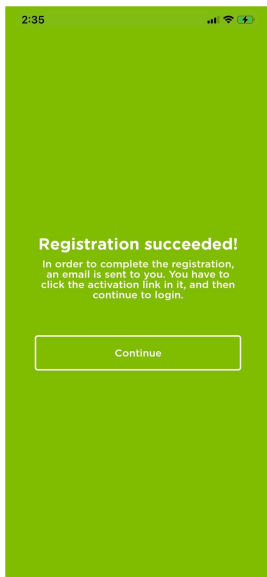 2:35
Registration succeeded!
In order to complete the registration,
an email is sent to you. You have to
click the activation link in it, and then
continue to login.
Continue